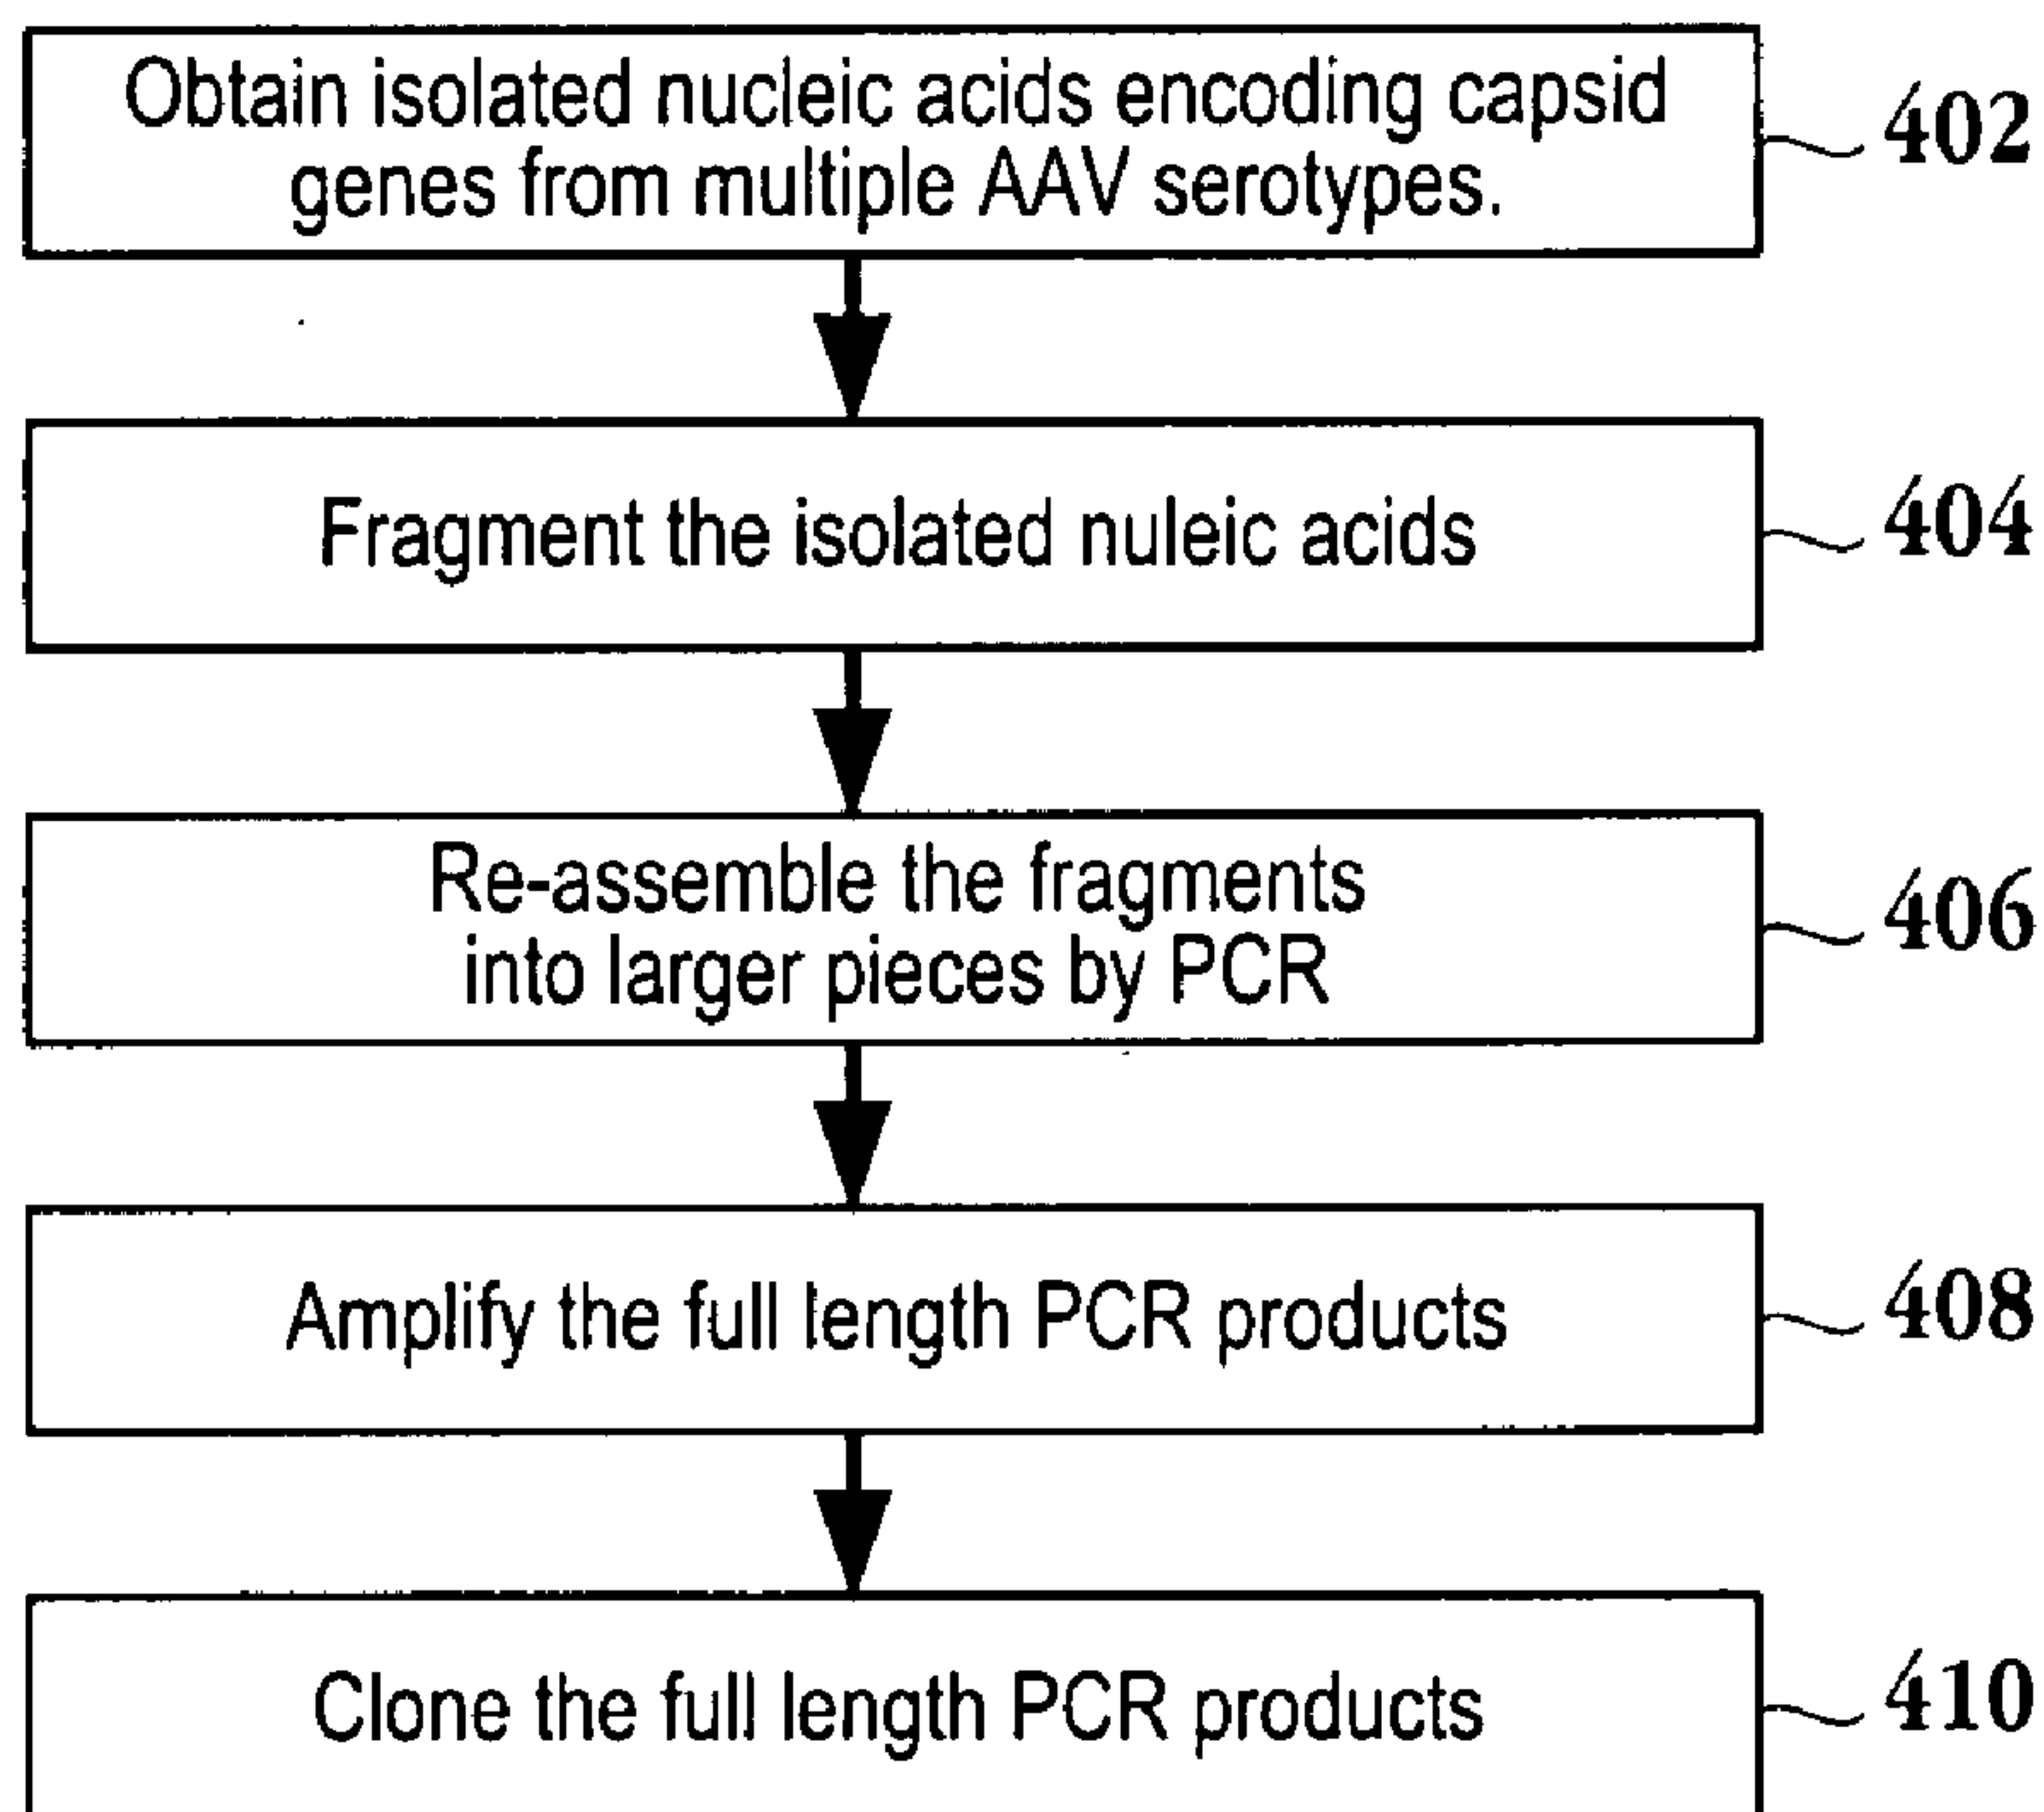 Obtain isolated nucleic acids encoding capsid
genes from multiple AAV serotypes.
402
Fragment the isolated nuleic acids
404
Re-assemble the fragments
into larger pieces by PCR
406
Amplify the full length PCR products
408
Clone the full length PCR products
410